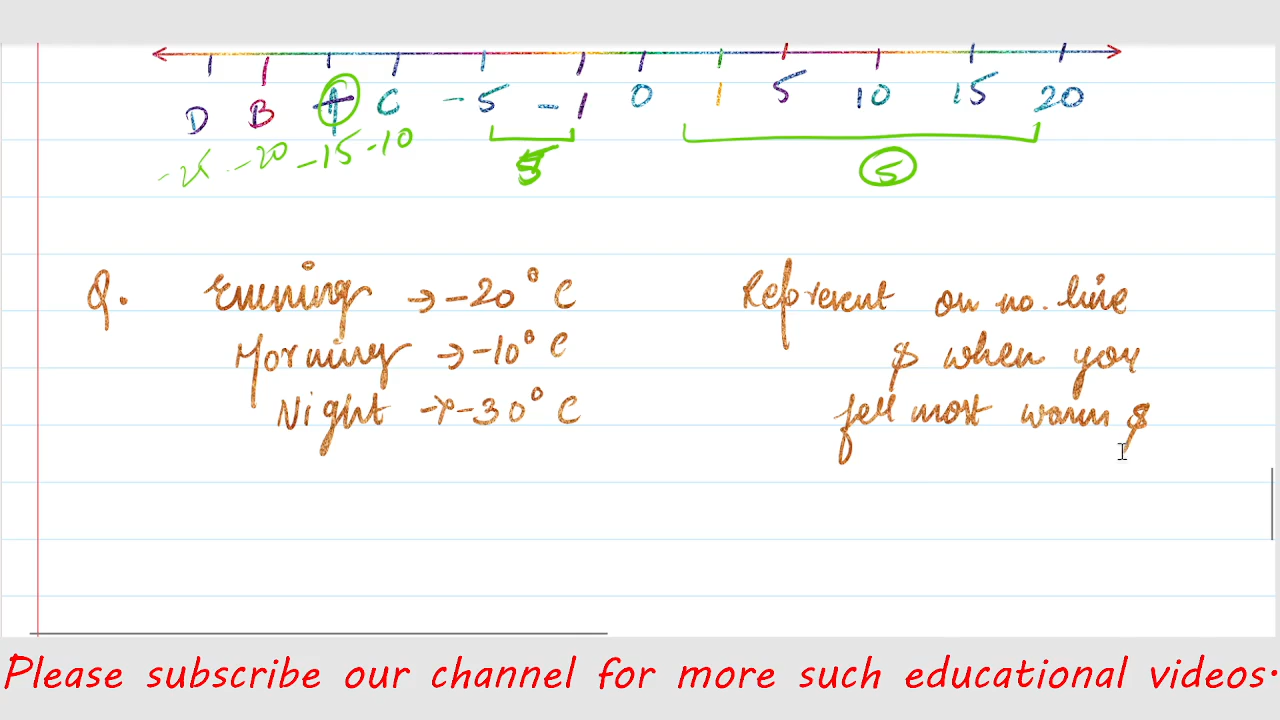 D B A C -5 -1 0 1 5 10 15 20
-25 -20 -15 -10 5 5
Q. Evening → -20° C Represent on no. line
Morning → -10° C & when you
Night → -30° C fell most warm &
Please subscribe our channel for more such educational videos.